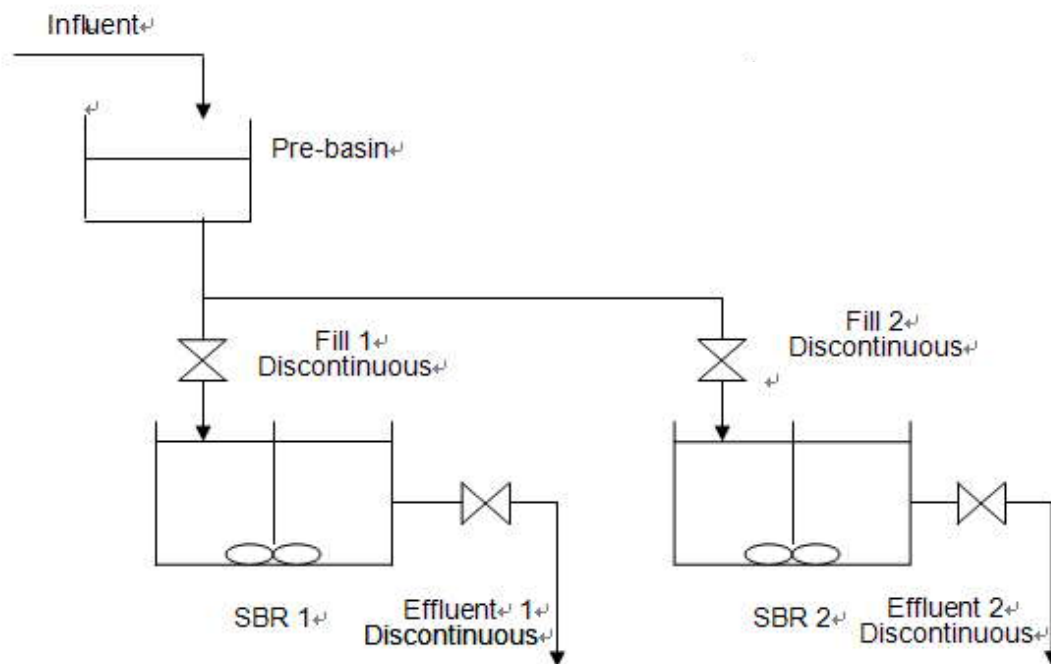 Influent↵
↵
Pre-basin↵
Fill 1↵
Discontinuous↵
Fill 2↵
Discontinuous↵
↵
SBR 1↵
Effluent↵ 1↵
Discontinuous↵
SBR 2↵
Effluent 2↵
Discontinuous↵